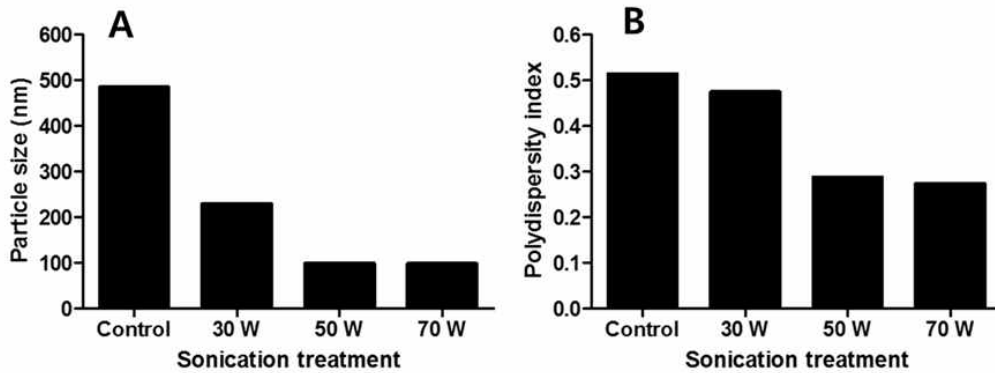 A
600
500
400
300
200
100
0
Particle size (nm)
Control 30 W 50 W 70 W
Sonication treatment
B
0.6
0.5
0.4
0.3
0.2
0.1
0.0
Polydispersity index
Control 30 W 50 W 70 W
Sonication treatment